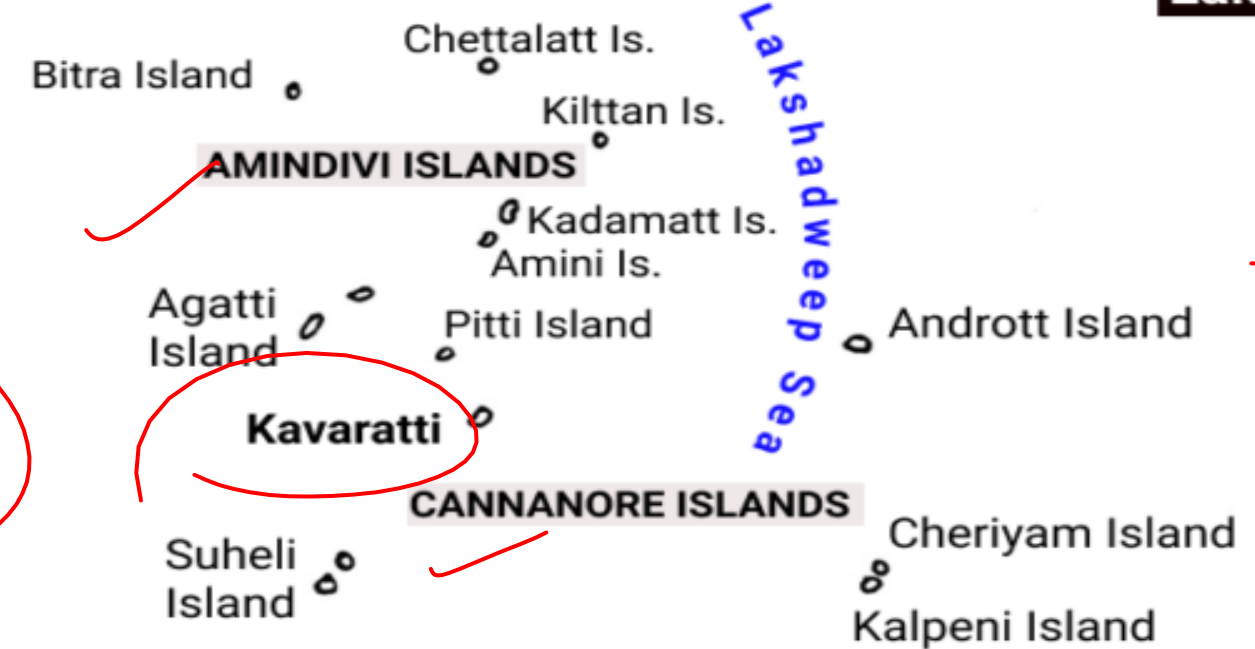 Chettalatt Is.
Bitra Island
Kilttan Is.
AMINDIVI ISLANDS
Kadamatt Is.
Amini Is.
Lakshadweep Sea
Agatti
Island
Pitti Island
Andrott Island
Kavaratti
CANNANORE ISLANDS
Suheli
Island
Cheriyam Island
Kalpeni Island